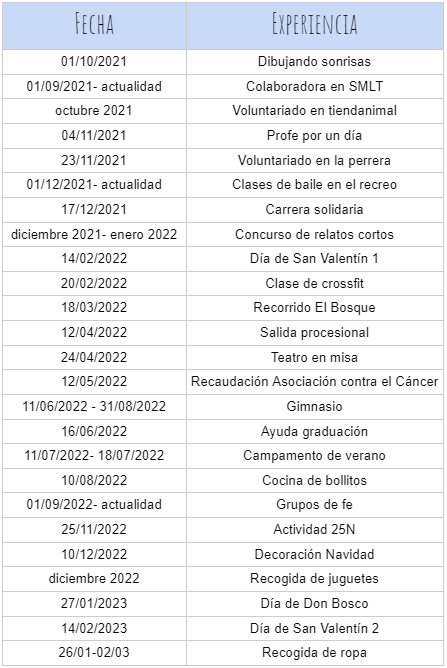 Fecha Experiencia
01/10/2021 Dibujando sonrisas
01/09/2021- actualidad Colaboradora en SMLT
octubre 2021 Voluntariado en tiendanimal
04/11/2021 Profe por un día
23/11/2021 Voluntariado en la perrera
01/12/2021- actualidad Clases de baile en el recreo
17/12/2021 Carrera solidaria
diciembre 2021- enero 2022 Concurso de relatos cortos
14/02/2022 Día de San Valentín 1
20/02/2022 Clase de crossfit
18/03/2022 Recorrido El Bosque
12/04/2022 Salida procesional
24/04/2022 Teatro en misa
12/05/2022 Recaudación Asociación contra el Cáncer
11/06/2022 - 31/08/2022 Gimnasio
16/06/2022 Ayuda graduación
11/07/2022- 18/07/2022 Campamento de verano
10/08/2022 Cocina de bollitos
01/09/2022- actualidad Grupos de fe
25/11/2022 Actividad 25N
10/12/2022 Decoración Navidad
diciembre 2022 Recogida de juguetes
27/01/2023 Día de Don Bosco
14/02/2023 Día de San Valentín 2
26/01-02/03 Recogida de ropa